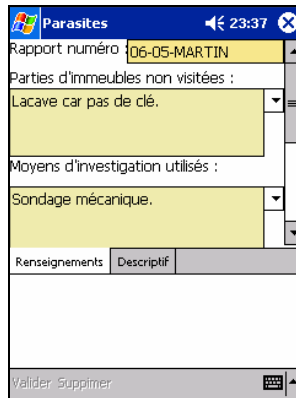 Parasites 23:37
Rapport numéro : 06-05-MARTIN
Parties d'immeubles non visitées :
Lacave car pas de clé.
Moyens d'investigation utilisés :
Sondage mécanique.
Renseignements Descriptif
Valider Suppimer